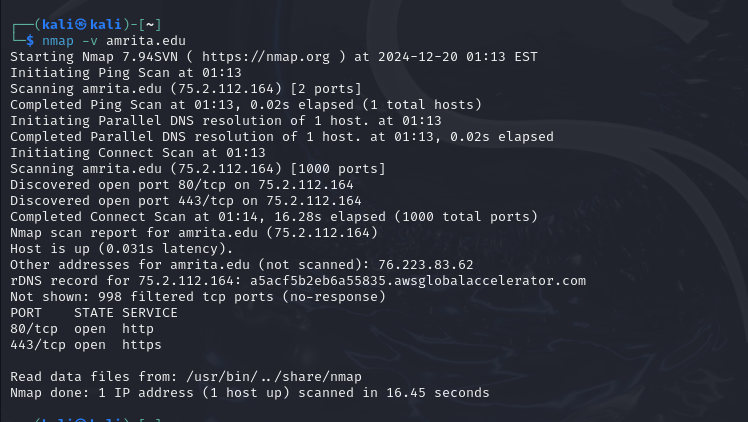 ┌──(kali㉿kali)-[~]
└─$ nmap -v amrita.edu
Starting Nmap 7.94SVN ( https://nmap.org ) at 2024-12-20 01:13 EST
Initiating Ping Scan at 01:13
Scanning amrita.edu (75.2.112.164) [2 ports]
Completed Ping Scan at 01:13, 0.02s elapsed (1 total hosts)
Initiating Parallel DNS resolution of 1 host. at 01:13
Completed Parallel DNS resolution of 1 host. at 01:13, 0.02s elapsed
Initiating Connect Scan at 01:13
Scanning amrita.edu (75.2.112.164) [1000 ports]
Discovered open port 80/tcp on 75.2.112.164
Discovered open port 443/tcp on 75.2.112.164
Completed Connect Scan at 01:14, 16.28s elapsed (1000 total ports)
Nmap scan report for amrita.edu (75.2.112.164)
Host is up (0.031s latency).
Other addresses for amrita.edu (not scanned): 76.223.83.62
rDNS record for 75.2.112.164: a5acf5b2eb6a55835.awsglobalaccelerator.com
Not shown: 998 filtered tcp ports (no-response)
PORT    STATE SERVICE
80/tcp  open  http
443/tcp open  https
Read data files from: /usr/bin/../share/nmap
Nmap done: 1 IP address (1 host up) scanned in 16.45 seconds